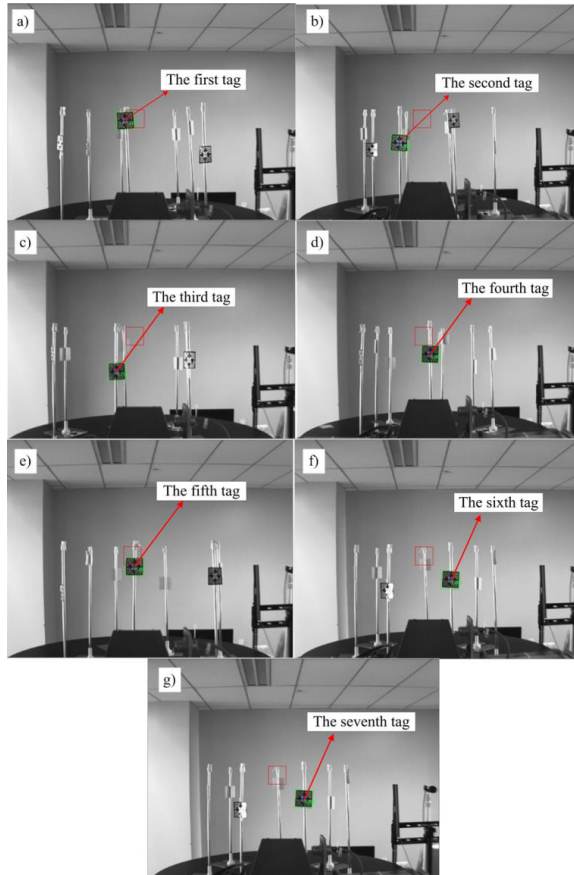 a)
The first tag
b)
The second tag
c)
The third tag
d)
The fourth tag
e)
The fifth tag
f)
The sixth tag
g)
The seventh tag